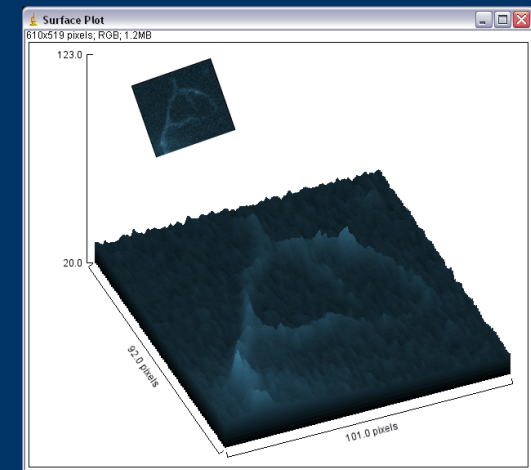 Surface Plot
610x519 pixels; RGB; 1.2MB
123.0
20.0
92.0 pixels
101.0 pixels